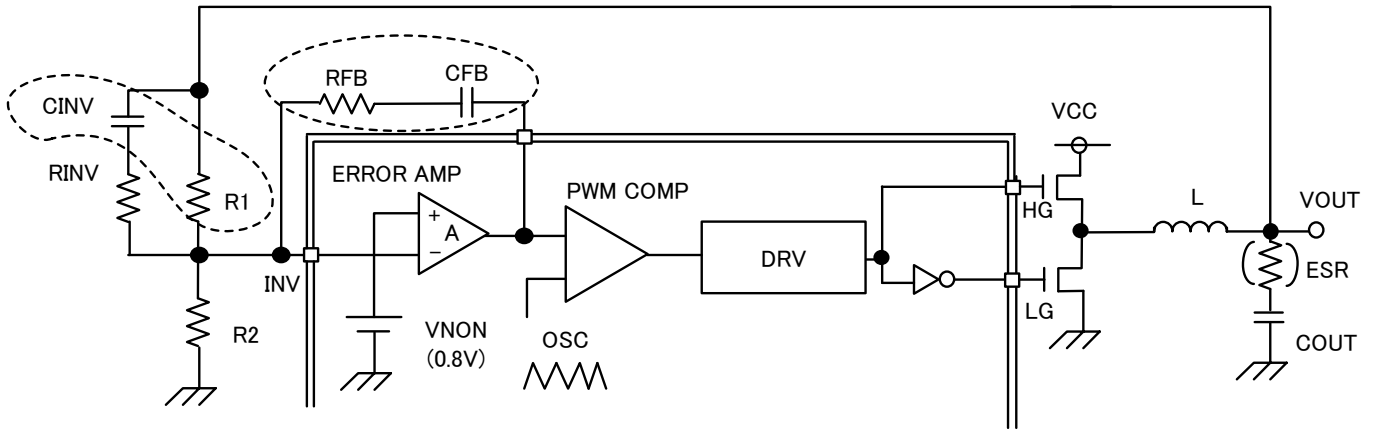 RFB
CFB
CINV
VCC
RINV
R1
ERROR AMP
PWM COMP
HG
L
VOUT
+
A
−
DRV
INV
ESR
LG
R2
VNON
(0.8V)
OSC
COUT